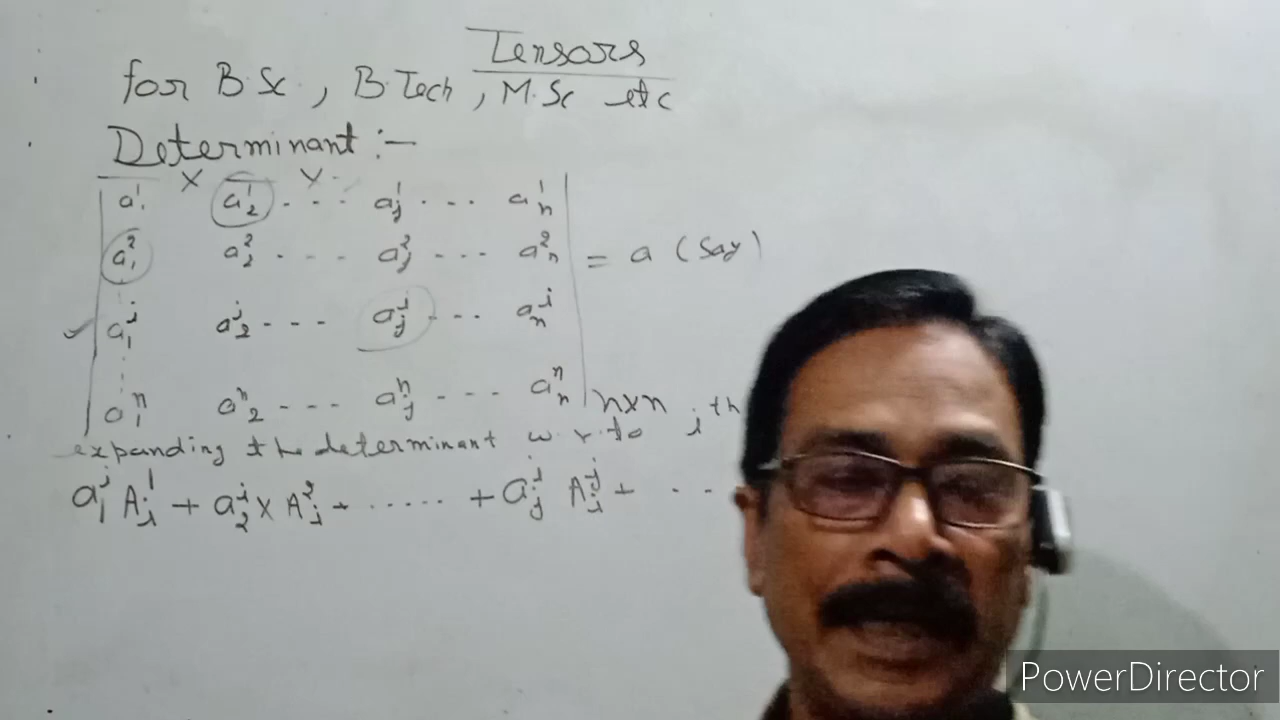 Tensors
for B.Sc., B.Tech, M.Sc etc
Determinant :-
a¹₁ a¹₂ ... a¹ⱼ ... a¹ₙ
a²₁ a²₂ .... a²ⱼ ... a²ₙ = a (Say)
aⁱ₁ aⁱ₂ ... aⁱⱼ ... aⁱₙ
aⁿ₁ aⁿ₂ ... aⁿⱼ ... aⁿₙ n×n
expanding the determinant w.r.to i th
aⁱ₁ A¹ᵢ + aⁱ₂ × A²ᵢ + ..... + aⁱⱼ Aʲᵢ + ...
PowerDirector